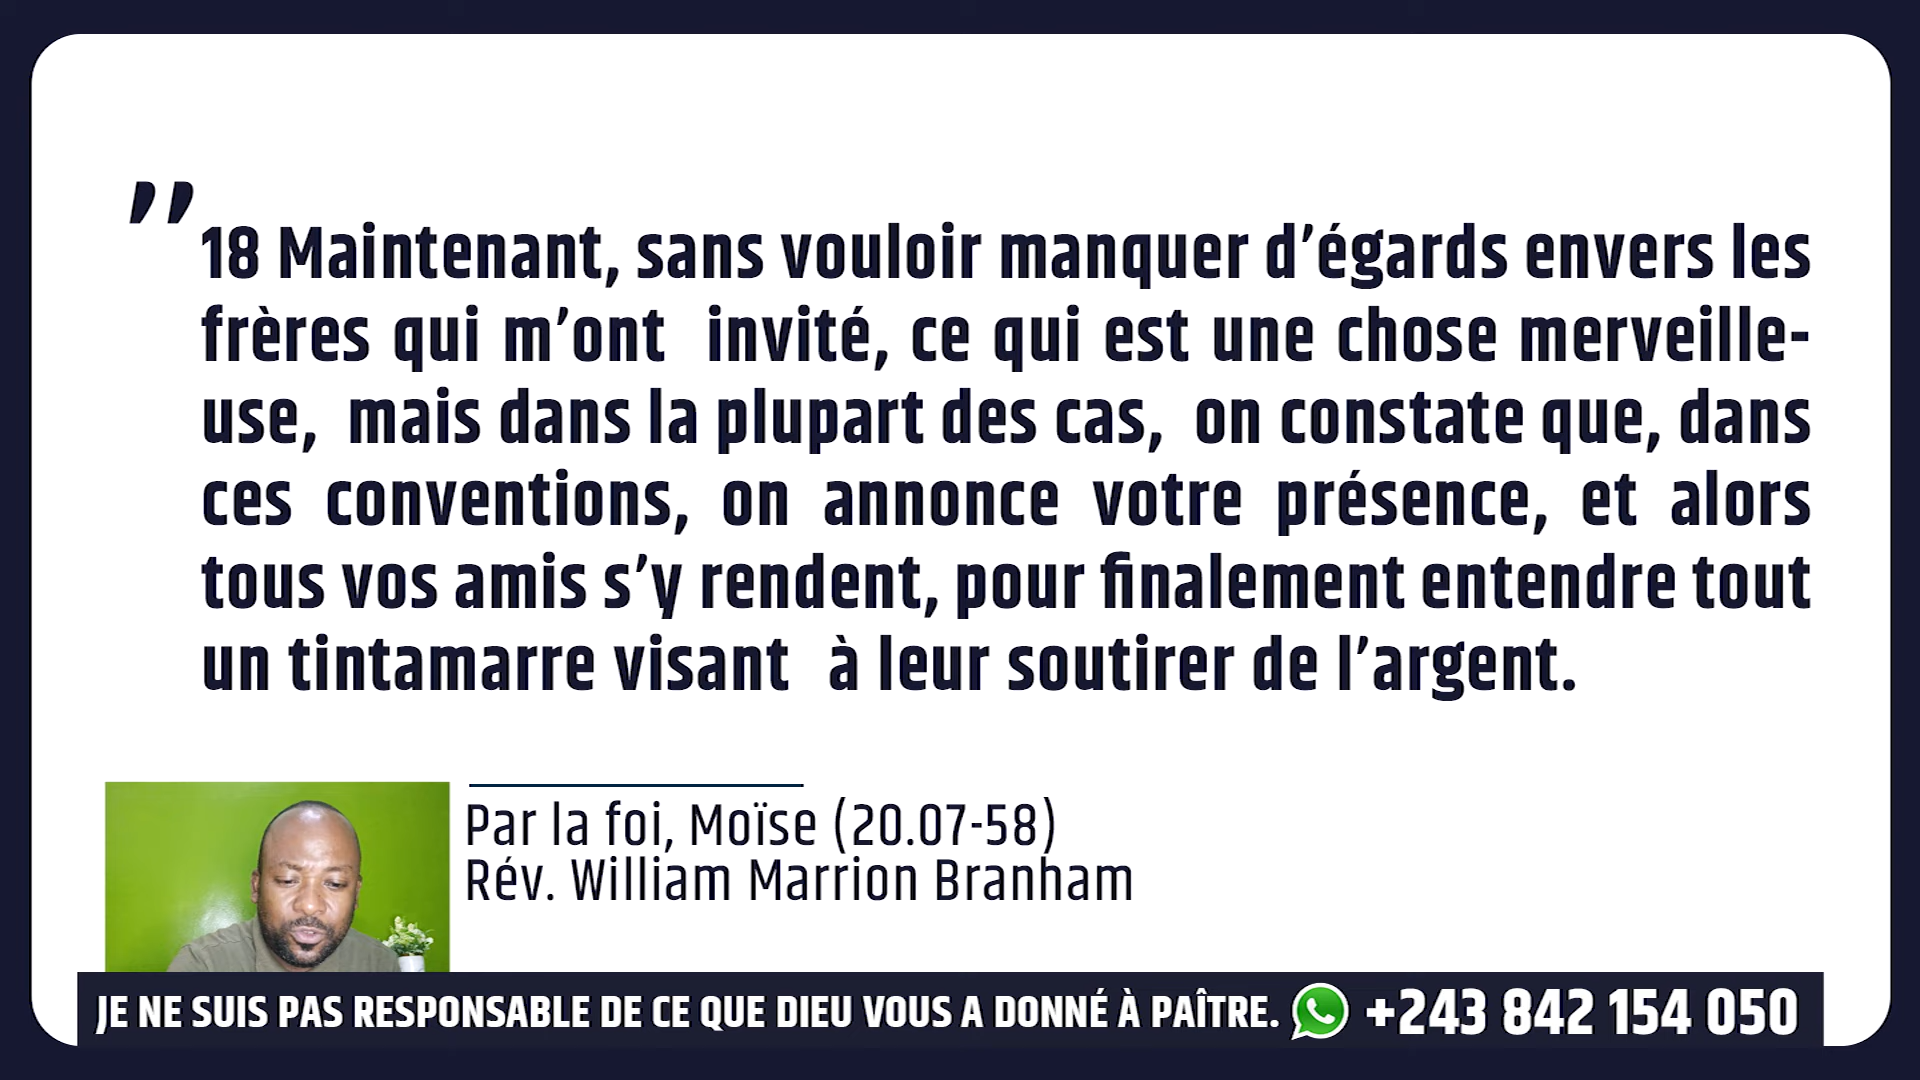 ”
18 Maintenant, sans vouloir manquer d’égards envers les
frères qui m’ont invité, ce qui est une chose merveille-
use, mais dans la plupart des cas, on constate que, dans
ces conventions, on annonce votre présence, et alors
tous vos amis s’y rendent, pour finalement entendre tout
un tintamarre visant à leur soutirer de l’argent.
Par la foi, Moïse (20.07-58)
Rév. William Marrion Branham
JE NE SUIS PAS RESPONSABLE DE CE QUE DIEU VOUS A DONNÉ À PAÎTRE. +243 842 154 050